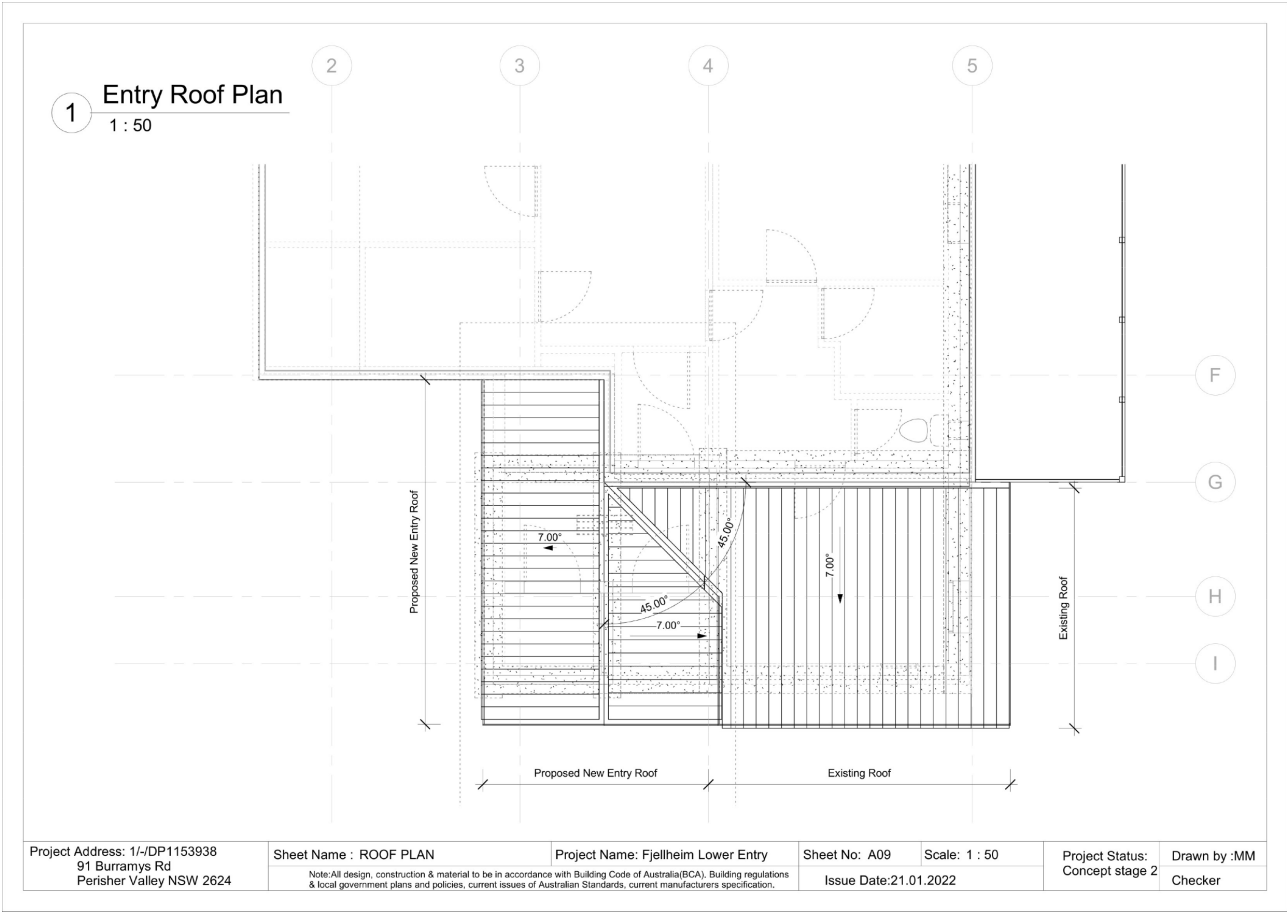 2
3
4
5
1
Entry Roof Plan
1 : 50
F
G
H
I
Proposed New Entry Roof
7.00°
45.00°
45.00°
7.00°
7.00°
Existing Roof
Proposed New Entry Roof
Existing Roof
Project Address: 1/-/DP1153938
91 Burramys Rd
Perisher Valley NSW 2624
Sheet Name : ROOF PLAN
Project Name: Fjellheim Lower Entry
Sheet No: A09
Scale: 1 : 50
Note:All design, construction & material to be in accordance with Building Code of Australia(BCA), Building regulations
& local government plans and policies, current issues of Australian Standards, current manufacturers specification.
Issue Date:21.01.2022
Project Status:
Concept stage 2
Drawn by :MM
Checker